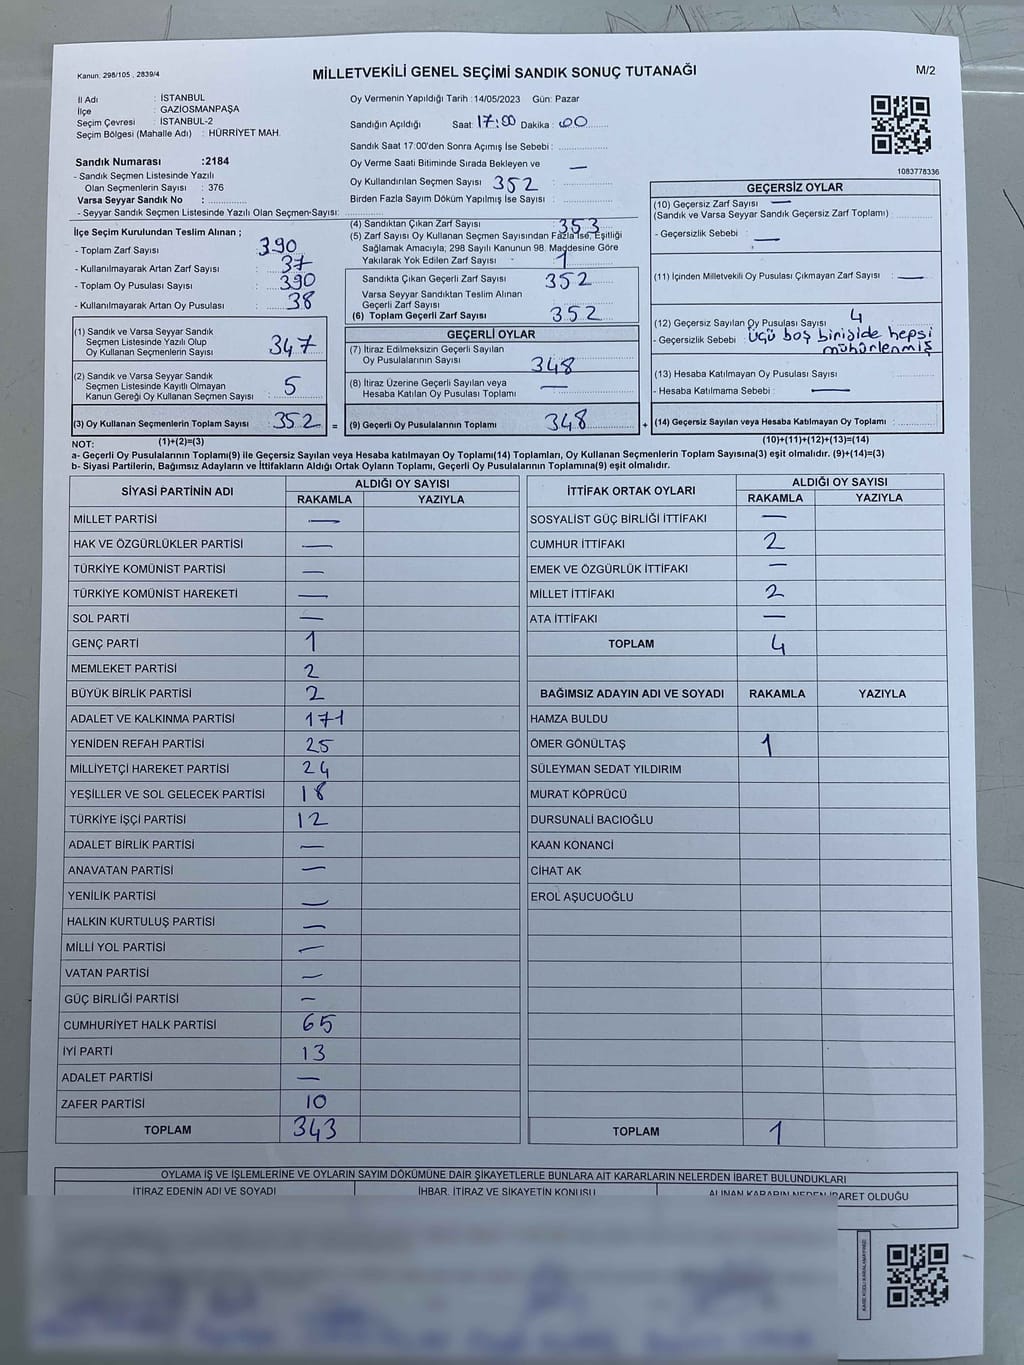 Kanun: 298/105 , 2839/4
MİLLETVEKİLİ GENEL SEÇİMİ SANDIK SONUÇ TUTANAĞI
M/2
İl Adı : İSTANBUL
İlçe : GAZİOSMANPAŞA
Seçim Çevresi : İSTANBUL-2
Seçim Bölgesi (Mahalle Adı) : HÜRRİYET MAH.
Sandık Numarası :2184
- Sandık Seçmen Listesinde Yazılı
Olan Seçmenlerin Sayısı : 376
Varsa Seyyar Sandık No :
- Seyyar Sandık Seçmen Listesinde Yazılı Olan Seçmen Sayısı:
Oy Vermenin Yapıldığı Tarih :14/05/2023 Gün: Pazar
Sandığın Açıldığı Saat: 17:00 Dakika : 00
Sandık Saat 17:00'den Sonra Açımış İse Sebebi :
Oy Verme Saati Bitiminde Sırada Bekleyen ve —
Oy Kullandırılan Seçmen Sayısı 352 :
Birden Fazla Sayım Döküm Yapılmış İse Sayısı :
1083778336
İlçe Seçim Kurulundan Teslim Alınan ;
- Toplam Zarf Sayısı : 390
- Kullanılmayarak Artan Zarf Sayısı : 37
- Toplam Oy Pusulası Sayısı : 390
- Kullanılmayarak Artan Oy Pusulası : 38
(1) Sandık ve Varsa Seyyar Sandık
Seçmen Listesinde Yazılı Olup
Oy Kullanan Seçmenlerin Sayısı : 347
(2) Sandık ve Varsa Seyyar Sandık
Seçmen Listesinde Kayıtlı Olmayan
Kanun Gereği Oy Kullanan Seçmen Sayısı : 5
(3) Oy Kullanan Seçmenlerin Toplam Sayısı : 352 =
(4) Sandıktan Çıkan Zarf Sayısı : 353
(5) Zarf Sayısı Oy Kullanan Seçmen Sayısından Fazla İse, Eşitliği
Sağlamak Amacıyla; 298 Sayılı Kanunun 98. Maddesine Göre
Yakılarak Yok Edilen Zarf Sayısı : 1
Sandıkta Çıkan Geçerli Zarf Sayısı : 352
Varsa Seyyar Sandıktan Teslim Alınan
Geçerli Zarf Sayısı :
(6) Toplam Geçerli Zarf Sayısı : 352
GEÇERLİ OYLAR
(7) İtiraz Edilmeksizin Geçerli Sayılan
Oy Pusulalarının Sayısı : 348
(8) İtiraz Üzerine Geçerli Sayılan veya —
Hesaba Katılan Oy Pusulası Toplamı :
(9) Geçerli Oy Pusulalarının Toplamı : 348 +
GEÇERSİZ OYLAR
(10) Geçersiz Zarf Sayısı —
(Sandık ve Varsa Seyyar Sandık Geçersiz Zarf Toplamı) :
- Geçersizlik Sebebi : —
(11) İçinden Milletvekili Oy Pusulası Çıkmayan Zarf Sayısı : —
(12) Geçersiz Sayılan Oy Pusulası Sayısı : 4
- Geçersizlik Sebebi : üçü boş biriside hepsi
mühürlenmiş
(13) Hesaba Katılmayan Oy Pusulası Sayısı :
- Hesaba Katılmama Sebebi : —
(14) Geçersiz Sayılan veya Hesaba Katılmayan Oy Toplamı :
NOT: (1)+(2)=(3) (10)+(11)+(12)+(13)=(14)
a- Geçerli Oy Pusulalarının Toplamı(9) ile Geçersiz Sayılan veya Hesaba katılmayan Oy Toplamı(14) Toplamları, Oy Kullanan Seçmenlerin Toplam Sayısına(3) eşit olmalıdır. (9)+(14)=(3)
b- Siyasi Partilerin, Bağımsız Adayların ve İttifakların Aldığı Ortak Oyların Toplamı, Geçerli Oy Pusulalarının Toplamına(9) eşit olmalıdır.
SİYASİ PARTİNİN ADI ALDIĞI OY SAYISI
RAKAMLA YAZIYLA
MİLLET PARTİSİ —
HAK VE ÖZGÜRLÜKLER PARTİSİ —
TÜRKİYE KOMÜNİST PARTİSİ —
TÜRKİYE KOMÜNİST HAREKETİ —
SOL PARTİ —
GENÇ PARTİ 1
MEMLEKET PARTİSİ 2
BÜYÜK BİRLİK PARTİSİ 2
ADALET VE KALKINMA PARTİSİ 171
YENİDEN REFAH PARTİSİ 25
MİLLİYETÇİ HAREKET PARTİSİ 24
YEŞİLLER VE SOL GELECEK PARTİSİ 18
TÜRKİYE İŞÇİ PARTİSİ 12
ADALET BİRLİK PARTİSİ —
ANAVATAN PARTİSİ —
YENİLİK PARTİSİ —
HALKIN KURTULUŞ PARTİSİ —
MİLLİ YOL PARTİSİ —
VATAN PARTİSİ —
GÜÇ BİRLİĞİ PARTİSİ —
CUMHURİYET HALK PARTİSİ 65
İYİ PARTİ 13
ADALET PARTİSİ —
ZAFER PARTİSİ 10
TOPLAM 343
İTTİFAK ORTAK OYLARI ALDIĞI OY SAYISI
RAKAMLA YAZIYLA
SOSYALİST GÜÇ BİRLİĞİ İTTİFAKI —
CUMHUR İTTİFAKI 2
EMEK VE ÖZGÜRLÜK İTTİFAKI —
MİLLET İTTİFAKI 2
ATA İTTİFAKI —
TOPLAM 4
BAĞIMSIZ ADAYIN ADI VE SOYADI RAKAMLA YAZIYLA
HAMZA BULDU
ÖMER GÖNÜLTAŞ 1
SÜLEYMAN SEDAT YILDIRIM
MURAT KÖPRÜCÜ
DURSUNALİ BACIOĞLU
KAAN KONANCİ
CİHAT AK
EROL AŞUCUOĞLU
TOPLAM 1
OYLAMA İŞ VE İŞLEMLERİNE VE OYLARIN SAYIM DÖKÜMÜNE DAİR ŞİKAYETLERLE BUNLARA AİT KARARLARIN NELERDEN İBARET BULUNDUKLARI
İTİRAZ EDENİN ADI VE SOYADI İHBAR, İTİRAZ VE ŞİKAYETİN KONUSU ALINAN KARARIN NEDEN İBARET OLDUĞU